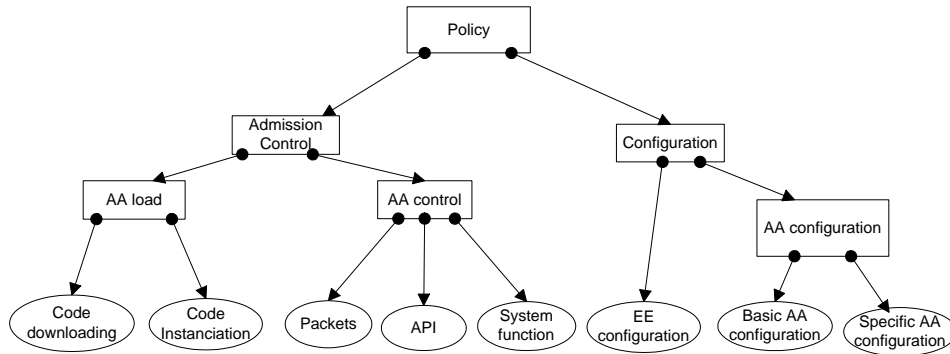 Policy
Admission
Control
Configuration
AA load
AA control
AA configuration
Code
downloading
Code
Instanciation
Packets
API
System
function
EE
configuration
Basic AA
configuration
Specific AA
configuration